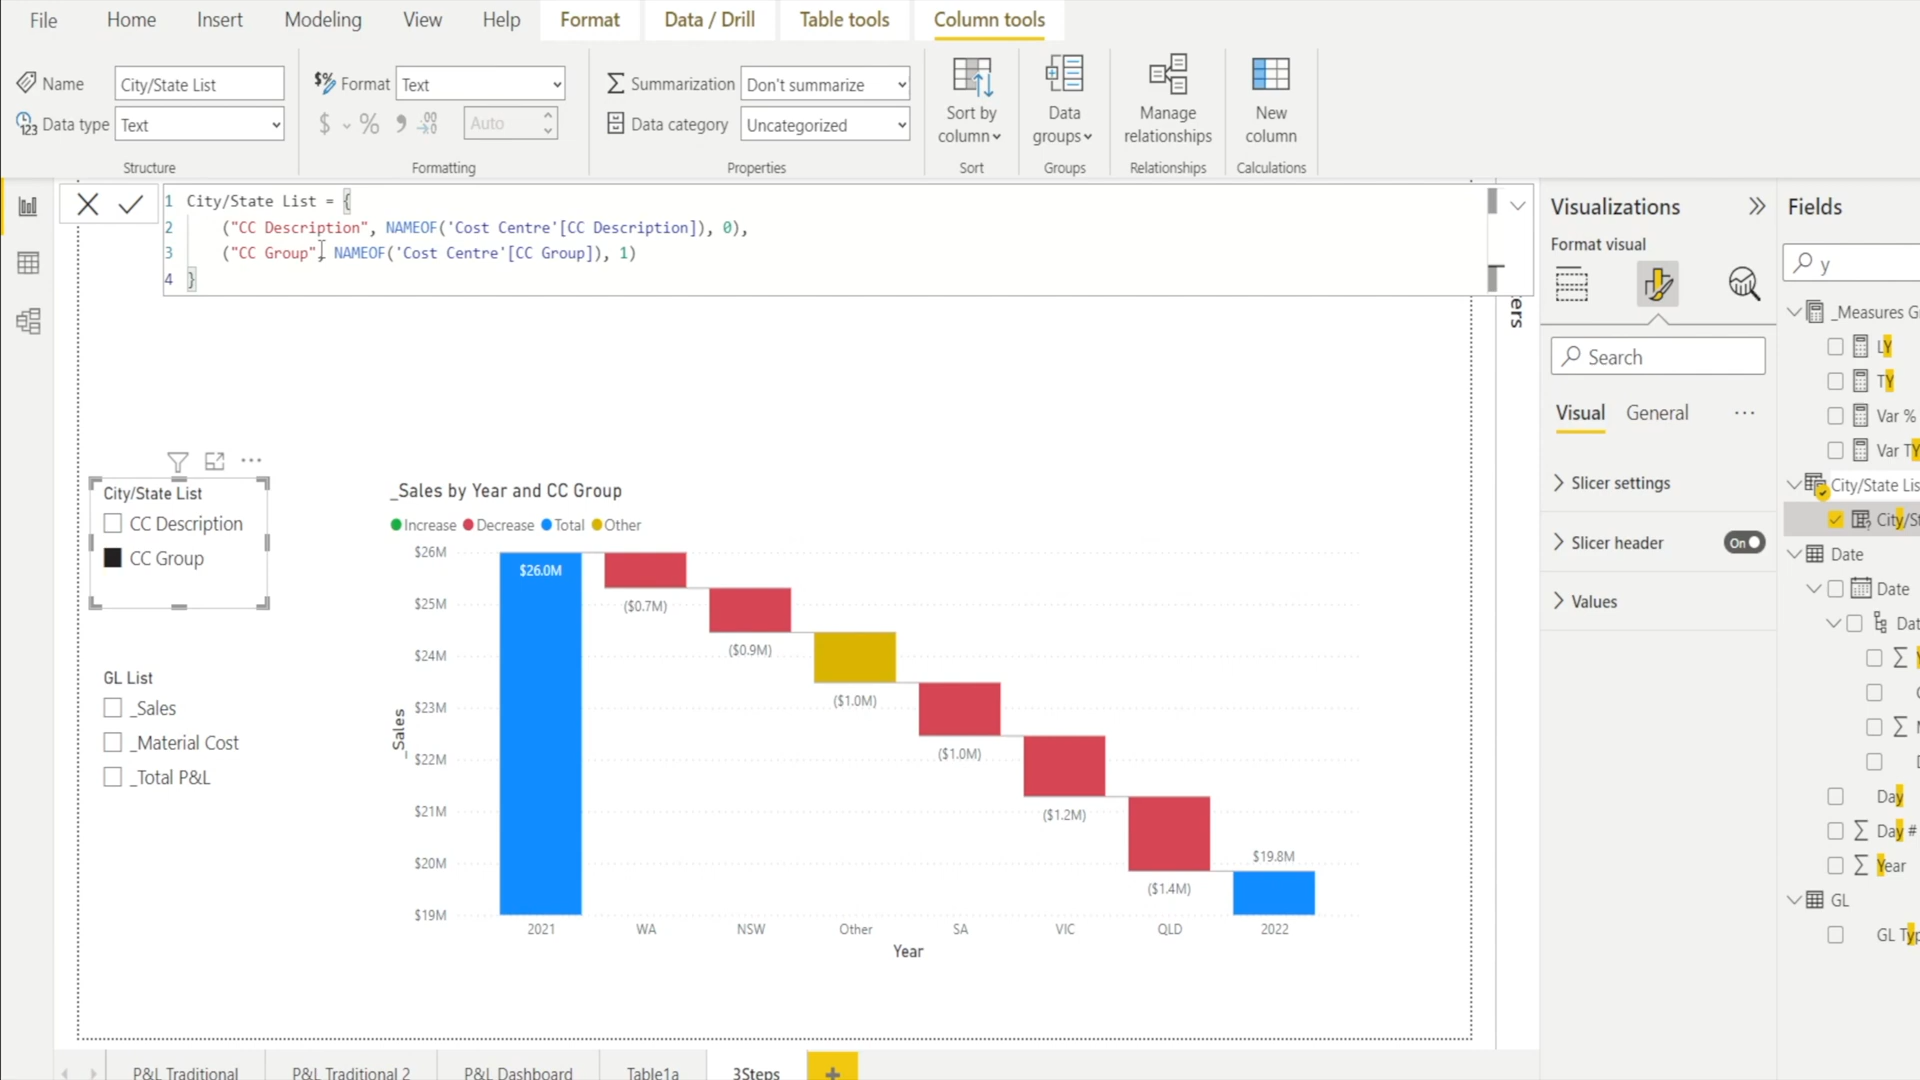 File Home Insert Modeling View Help Format Data / Drill Table tools Column tools
Name City/State List
Data type Text
Structure
Format Text
$ % Auto
Formatting
Summarization Don't summarize
Data category Uncategorized
Properties
Sort by column
Sort
Data groups
Groups
Manage relationships
Relationships
New column
Calculations
1 City/State List = {
2 ("CC Description", NAMEOF('Cost Centre'[CC Description]), 0),
3 ("CC Group", NAMEOF('Cost Centre'[CC Group]), 1)
4 }
City/State List
CC Description
CC Group
GL List
_Sales
_Material Cost
_Total P&L
_Sales by Year and CC Group
Increase Decrease Total Other
$26M
$25M
$24M
$23M
$22M
$21M
$20M
$19M
_Sales
$26.0M
($0.7M)
($0.9M)
($1.0M)
($1.0M)
($1.2M)
($1.4M)
$19.8M
2021 WA NSW Other SA VIC QLD 2022
Year
ers
Visualizations
Format visual
Search
Visual General
Slicer settings
Slicer header On
Values
Fields
y
_Measures G
LY
TY
Var %
Var TY
City/State Lis
City/St
Date
Date
Dat
Day
Day #
Year
GL
GL Typ
P&L Traditional P&L Traditional 2 P&L Dashboard Table1a 3Steps +